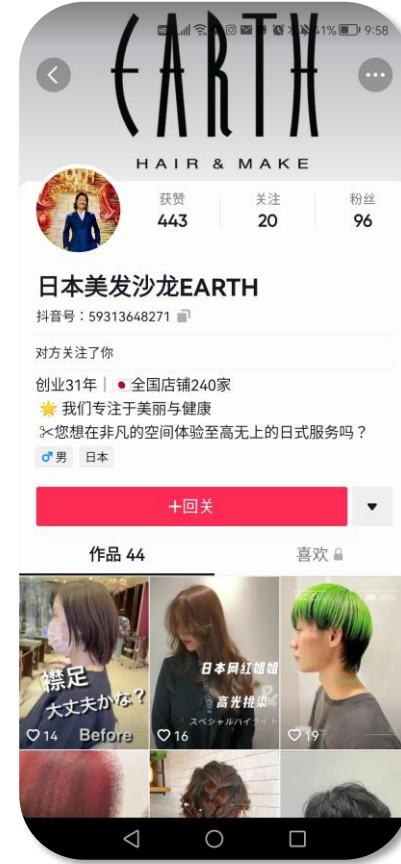 41% 9:58
EARTH
HAIR & MAKE
获赞 关注 粉丝
443 20 96
日本美发沙龙EARTH
抖音号：59313648271
对方关注了你
创业31年｜🇯🇵全国店铺240家
🌟 我们专注于美丽与健康
✂您想在非凡的空间体验至高无上的日式服务吗？
♂男 日本
＋回关
作品 44 喜欢
襟足
大丈夫かな？
Before
14
日本网红姐姐
高光挑染
スペシャルハイライト
16
19